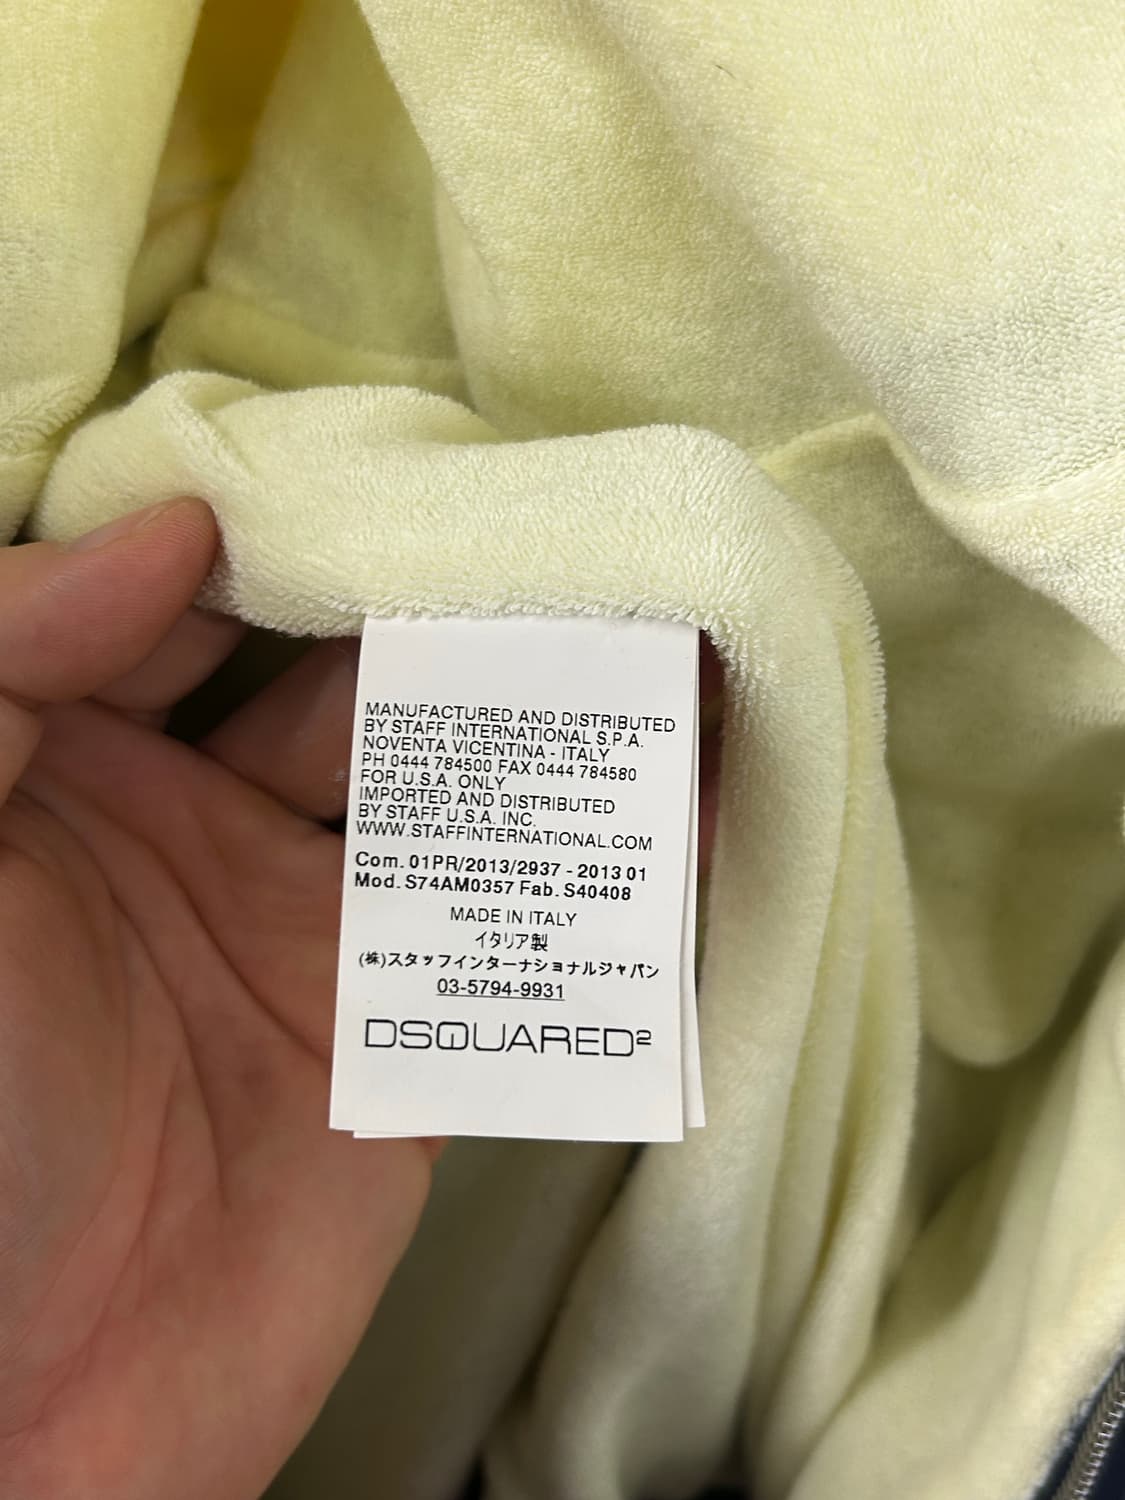 MANUFACTURED AND DISTRIBUTED
BY STAFF INTERNATIONAL S.P.A.
NOVENTA VICENTINA - ITALY
PH 0444 784500 FAX 0444 784580
FOR U.S.A. ONLY
IMPORTED AND DISTRIBUTED
BY STAFF U.S.A. INC.
WWW.STAFFINTERNATIONAL.COM
Com. 01PR/2013/2937 - 2013 01
Mod. S74AM0357 Fab. S40408
MADE IN ITALY
イタリア製
(株)スタッフインターナショナルジャパン
03-5794-9931
DSQUARED2